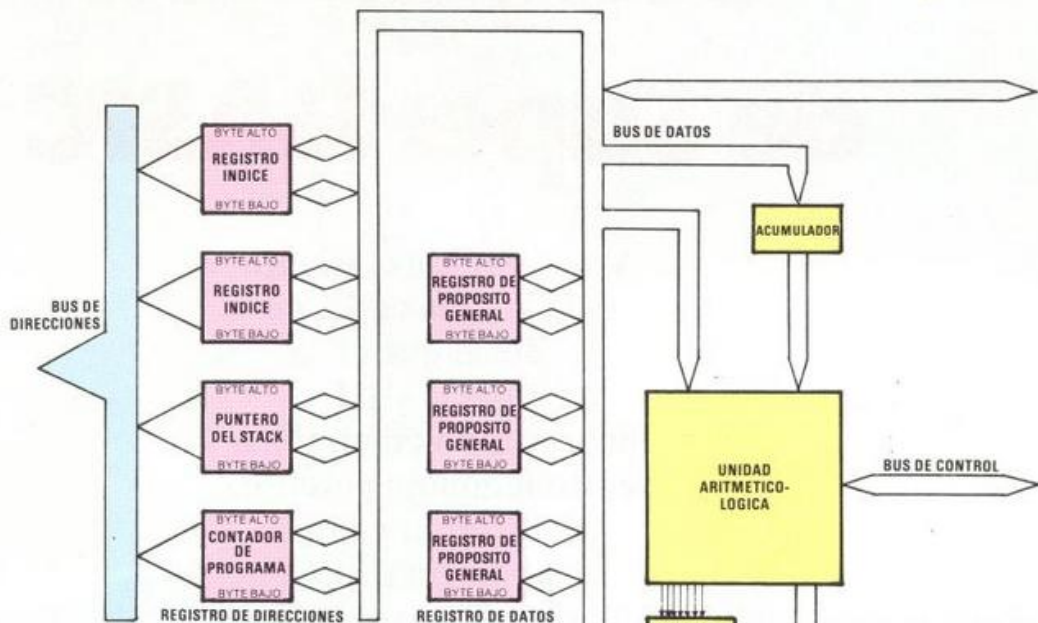 BUS DE DATOS
BYTE ALTO
REGISTRO
INDICE
BYTE BAJO
ACUMULADOR
BUS DE
DIRECCIONES
BYTE ALTO
REGISTRO
INDICE
BYTE BAJO
BYTE ALTO
REGISTRO DE
PROPOSITO
GENERAL
BYTE BAJO
BYTE ALTO
PUNTERO
DEL STACK
BYTE BAJO
BYTE ALTO
REGISTRO DE
PROPOSITO
GENERAL
BYTE BAJO
UNIDAD
ARITMETICO-
LOGICA
BUS DE CONTROL
BYTE ALTO
CONTADOR
DE
PROGRAMA
BYTE BAJO
BYTE ALTO
REGISTRO DE
PROPOSITO
GENERAL
BYTE BAJO
REGISTRO DE DIRECCIONES
REGISTRO DE DATOS